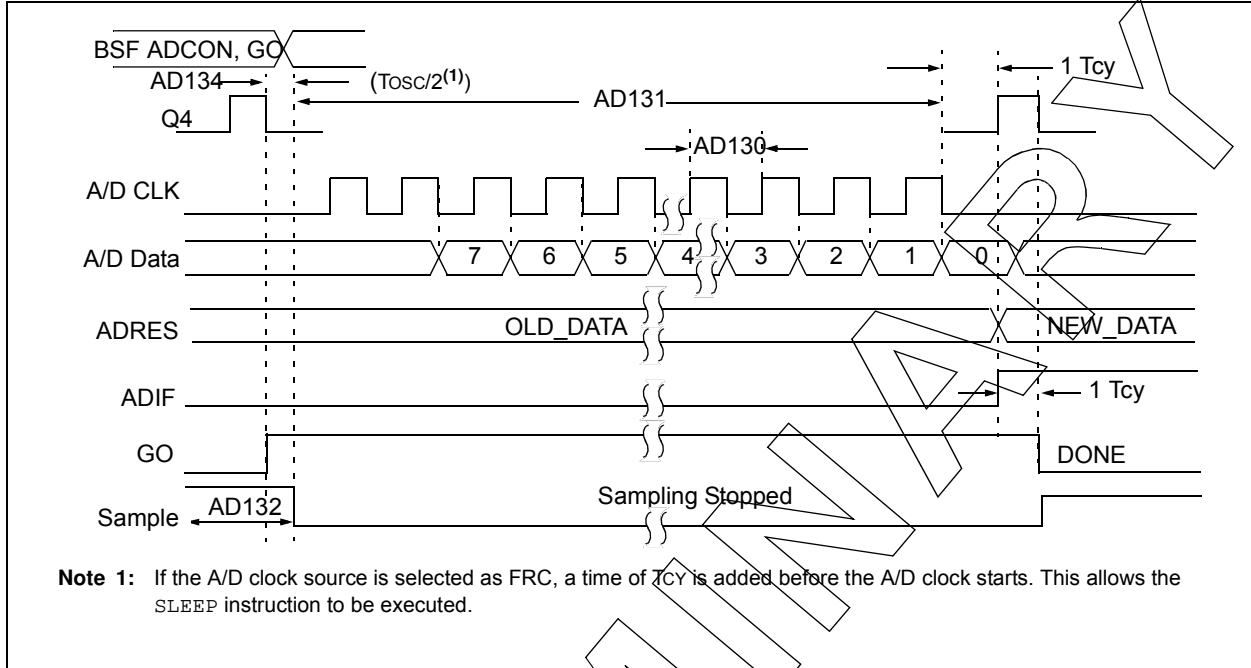 BSF ADCON, GO
AD134
(TOSC/2(1))
1 Tcy
AD131
Q4
AD130
A/D CLK
A/D Data
7 6 5 4 3 2 1 0
ADRES
OLD_DATA
NEW_DATA
ADIF
1 Tcy
GO
DONE
Sample
AD132
Sampling Stopped
Note 1: If the A/D clock source is selected as FRC, a time of TCY is added before the A/D clock starts. This allows the
SLEEP instruction to be executed.
INARY